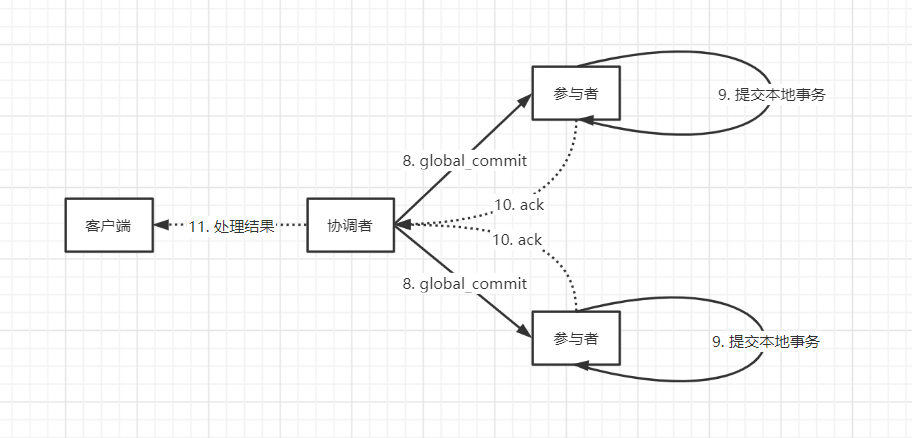 参与者
9. 提交本地事务
8. global_commit
10. ack
客户端
11. 处理结果
协调者
10. ack
8. global_commit
参与者
9. 提交本地事务